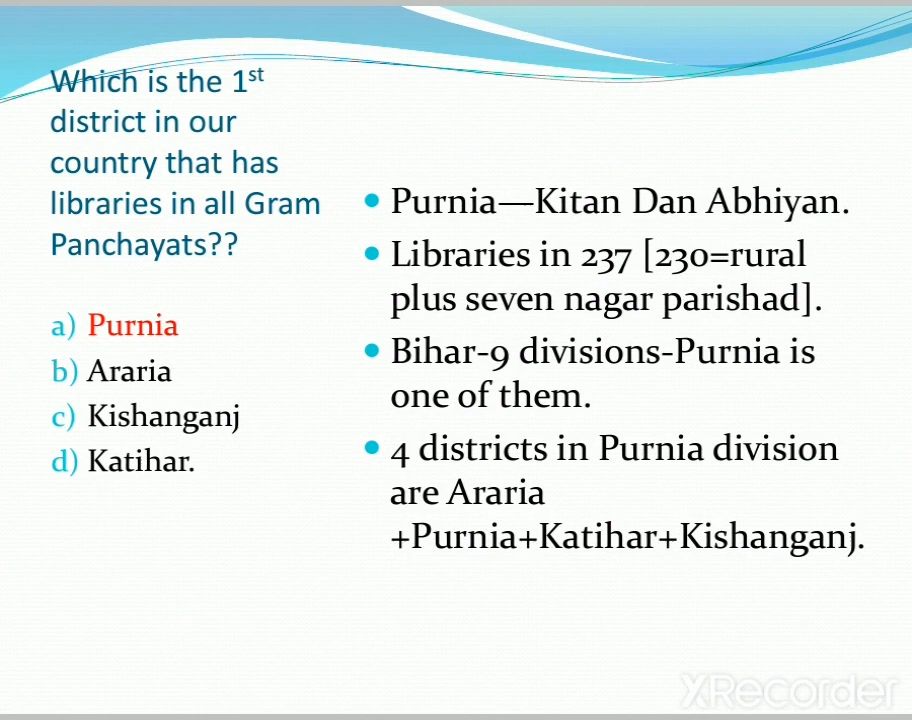 Which is the 1st
district in our
country that has
libraries in all Gram
Panchayats??
a) Purnia
b) Araria
c) Kishanganj
d) Katihar.
• Purnia—Kitan Dan Abhiyan.
• Libraries in 237 [230=rural
plus seven nagar parishad].
• Bihar-9 divisions-Purnia is
one of them.
• 4 districts in Purnia division
are Araria
+Purnia+Katihar+Kishanganj.
XRecorder